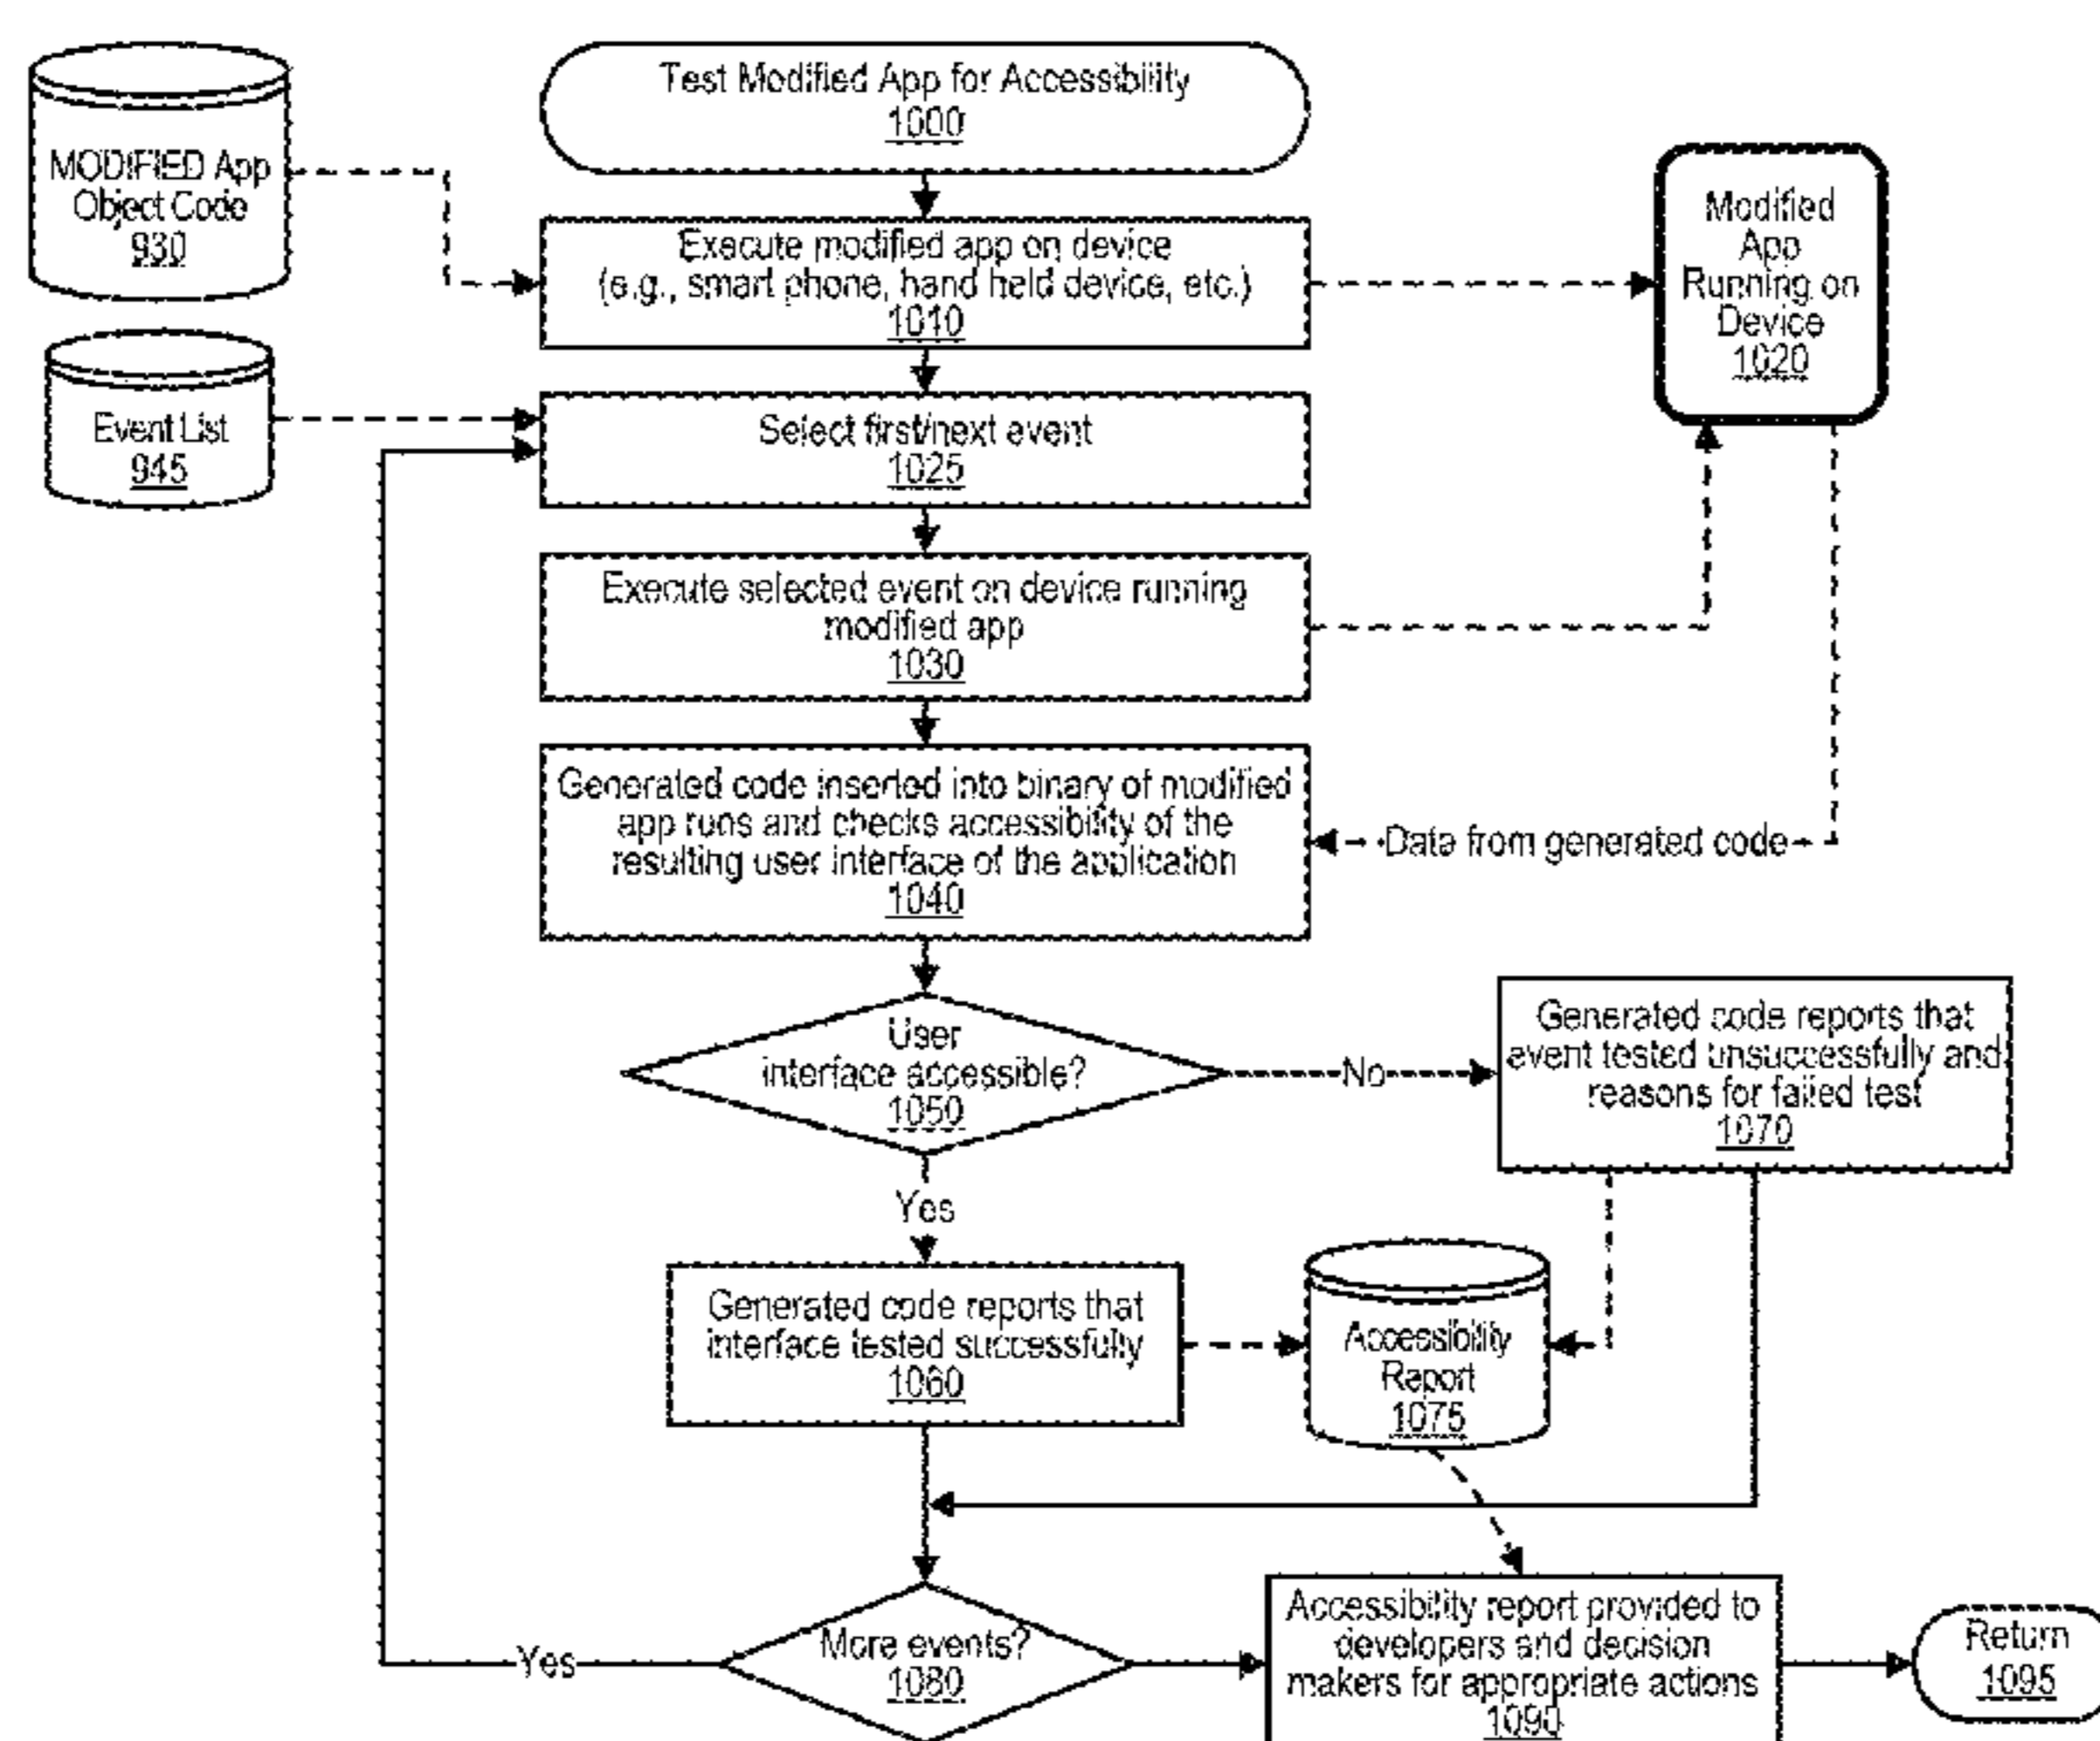 Test Modified App for Accessibility
1000
MODIFIED App
Object Code
930
Execute modified app on device
(e.g., smart phone, hand held device, etc.)
1010
Modified
App
Running on
Device
1020
Event List
945
Select first/next event
1025
Execute selected event on device running
modified app
1030
Generated code inserted into binary of modified
app runs and checks accessibility of the
resulting user interface of the application
1040
Data from generated code
User
interface accessible?
1050
No
Generated code reports that
event tested unsuccessfully and
reasons for failed test
1070
Yes
Generated code reports that
interface tested successfully
1060
Accessibility
Report
1075
More events?
1080
Yes
Accessibility report provided to
developers and decision
makers for appropriate actions
1090
Return
1095